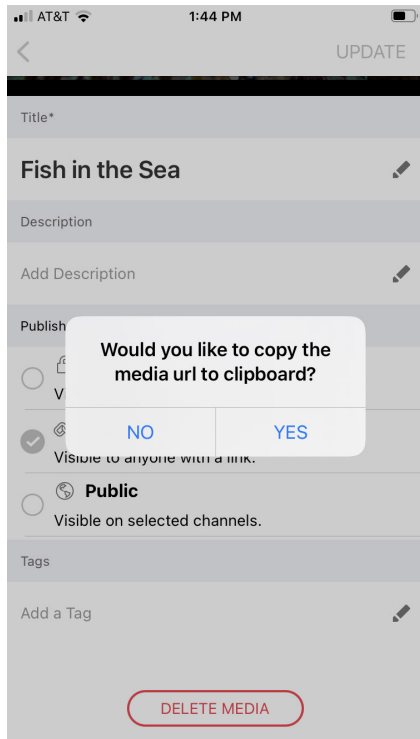 AT&T 1:44 PM
UPDATE
Title*
Fish in the Sea
Description
Add Description
Publish
Would you like to copy the
media url to clipboard?
NO YES
Visible to anyone with a link.
Public
Visible on selected channels.
Tags
Add a Tag
DELETE MEDIA